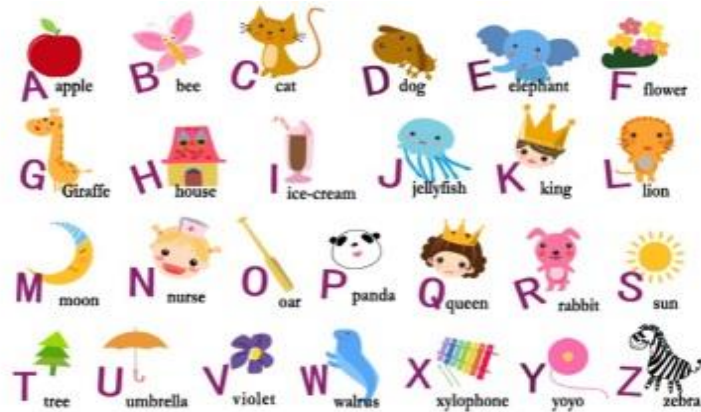 A apple B bee C cat D dog E elephant F flower
G Giraffe H house I ice-cream J jellyfish K king L lion
M moon N nurse O oar P panda Q queen R rabbit S sun
T tree U umbrella V violet W walrus X xylophone Y yoyo Z zebra